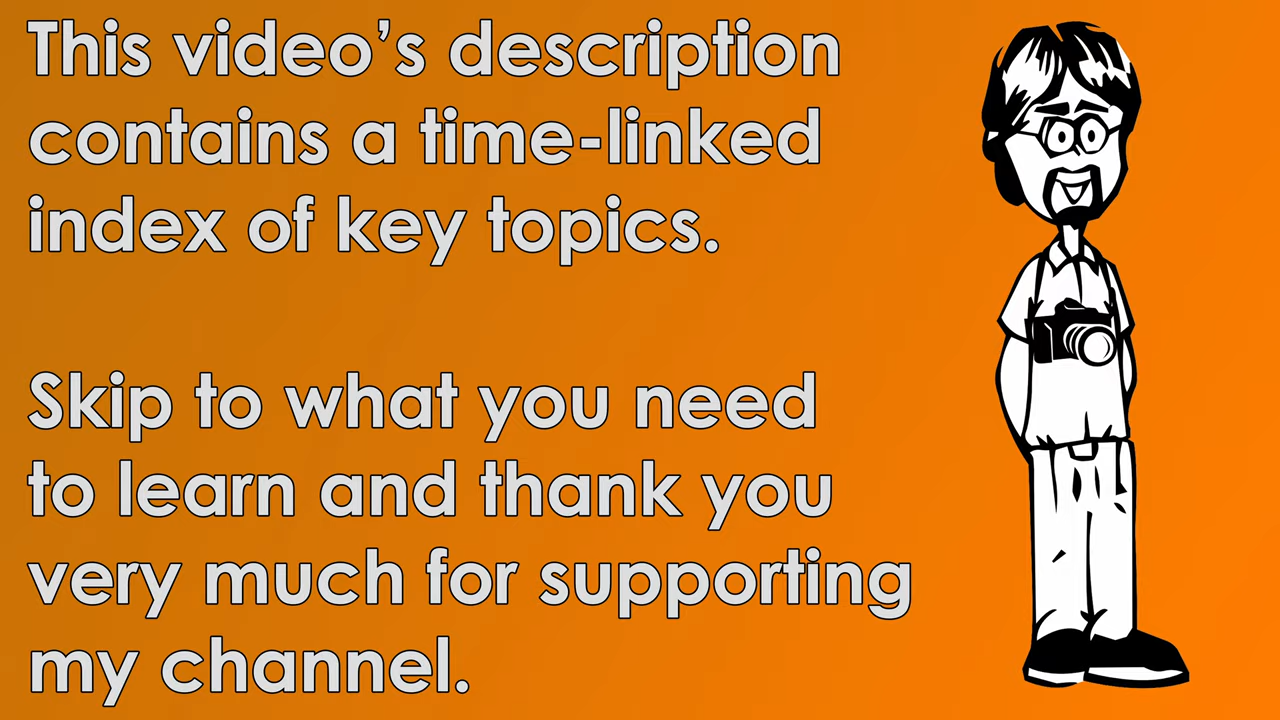 This video’s description
contains a time-linked
index of key topics.
Skip to what you need
to learn and thank you
very much for supporting
my channel.